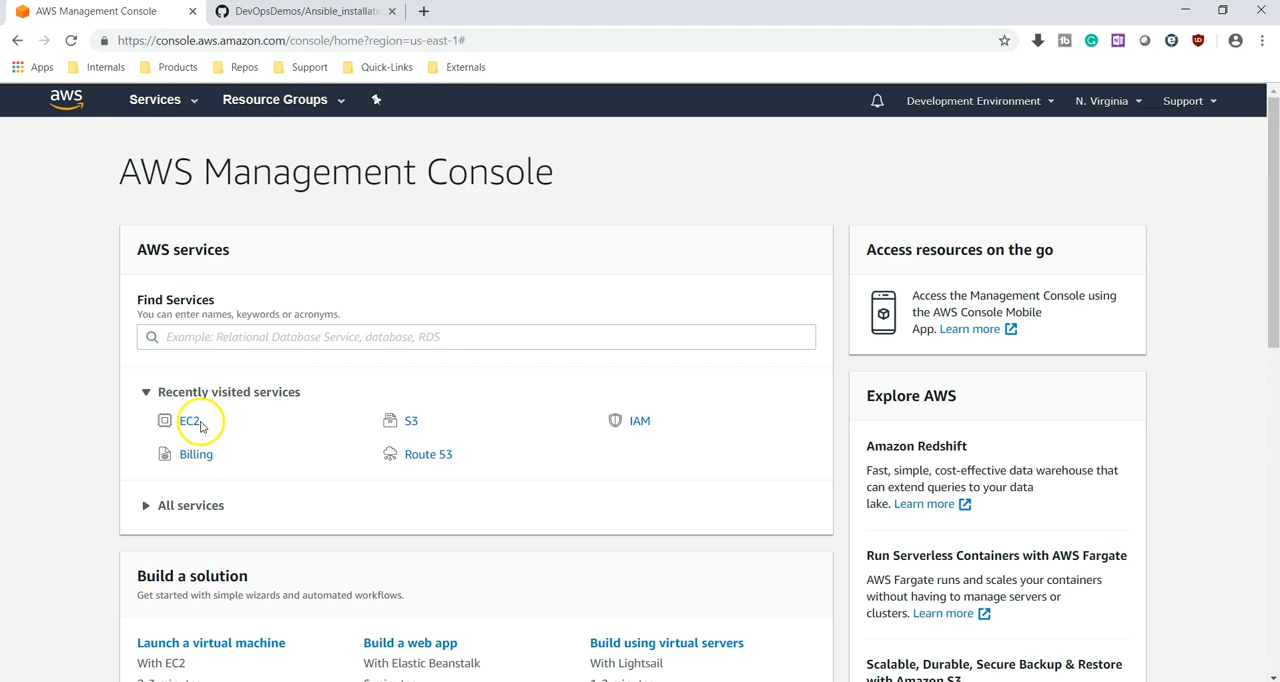 AWS Management Console
DevOpsDemos/Ansible_installati
https://console.aws.amazon.com/console/home?region=us-east-1#
Apps Internals Products Repos Support Quick-Links Externals
aws Services Resource Groups Development Environment N. Virginia Support
AWS Management Console
AWS services
Find Services
You can enter names, keywords or acronyms.
Example: Relational Database Service, database, RDS
Recently visited services
EC2 S3 IAM
Billing Route 53
All services
Build a solution
Get started with simple wizards and automated workflows.
Launch a virtual machine
With EC2
Build a web app
With Elastic Beanstalk
Build using virtual servers
With Lightsail
Access resources on the go
Access the Management Console using
the AWS Console Mobile
App. Learn more
Explore AWS
Amazon Redshift
Fast, simple, cost-effective data warehouse that
can extend queries to your data
lake. Learn more
Run Serverless Containers with AWS Fargate
AWS Fargate runs and scales your containers
without having to manage servers or
clusters. Learn more
Scalable, Durable, Secure Backup & Restore
with Amazon S3